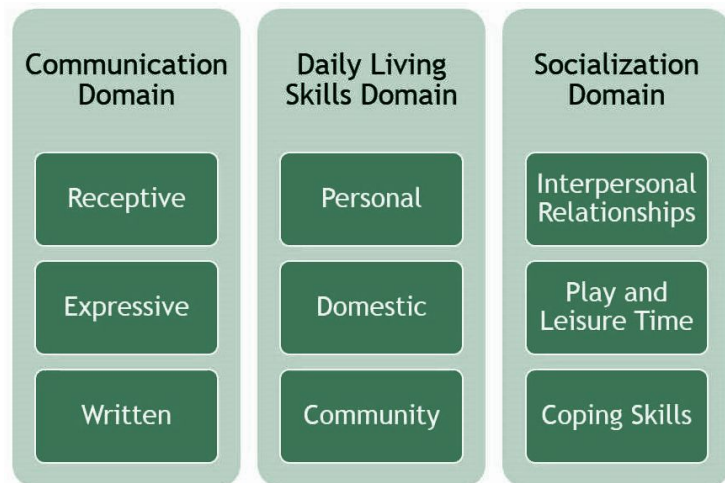 Communication
Domain
Receptive
Expressive
Written
Daily Living
Skills Domain
Personal
Domestic
Community
Socialization
Domain
Interpersonal
Relationships
Play and
Leisure Time
Coping Skills